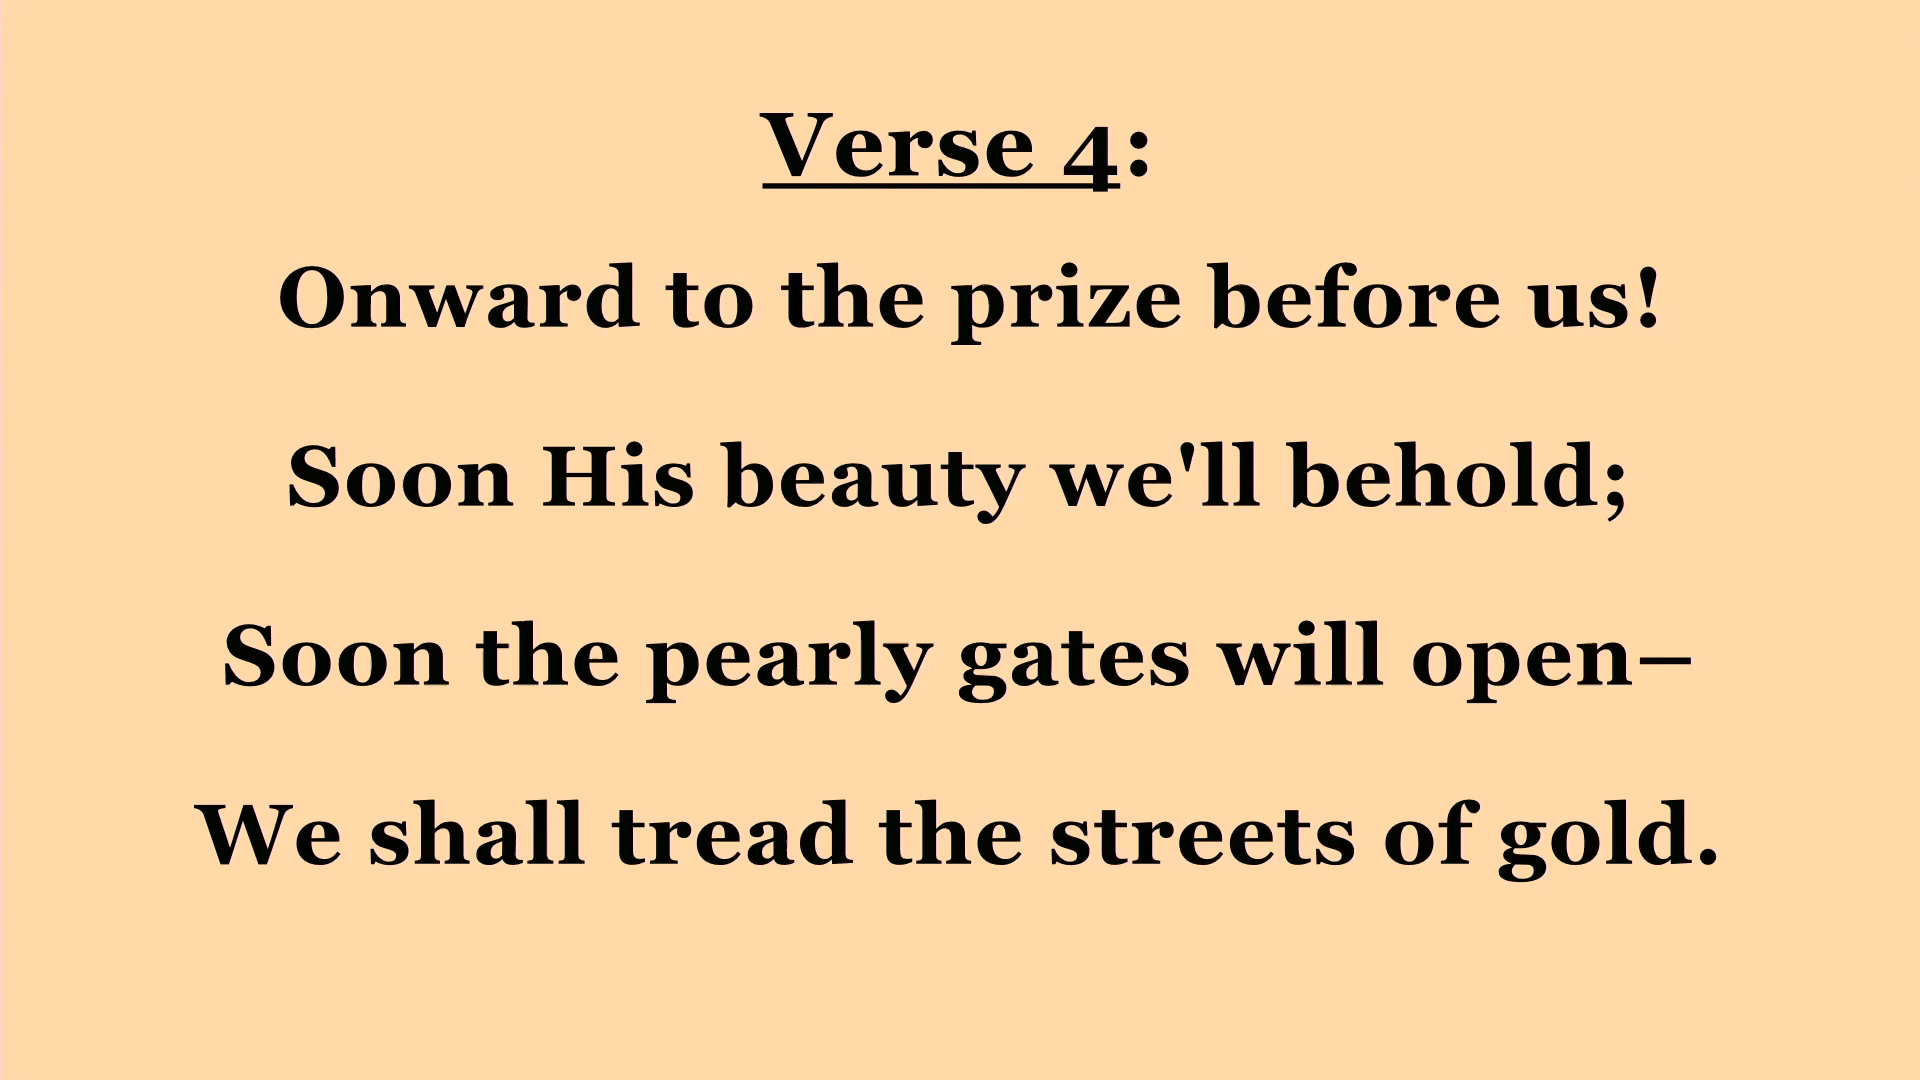 Verse 4:
Onward to the prize before us!
Soon His beauty we'll behold;
Soon the pearly gates will open–
We shall tread the streets of gold.